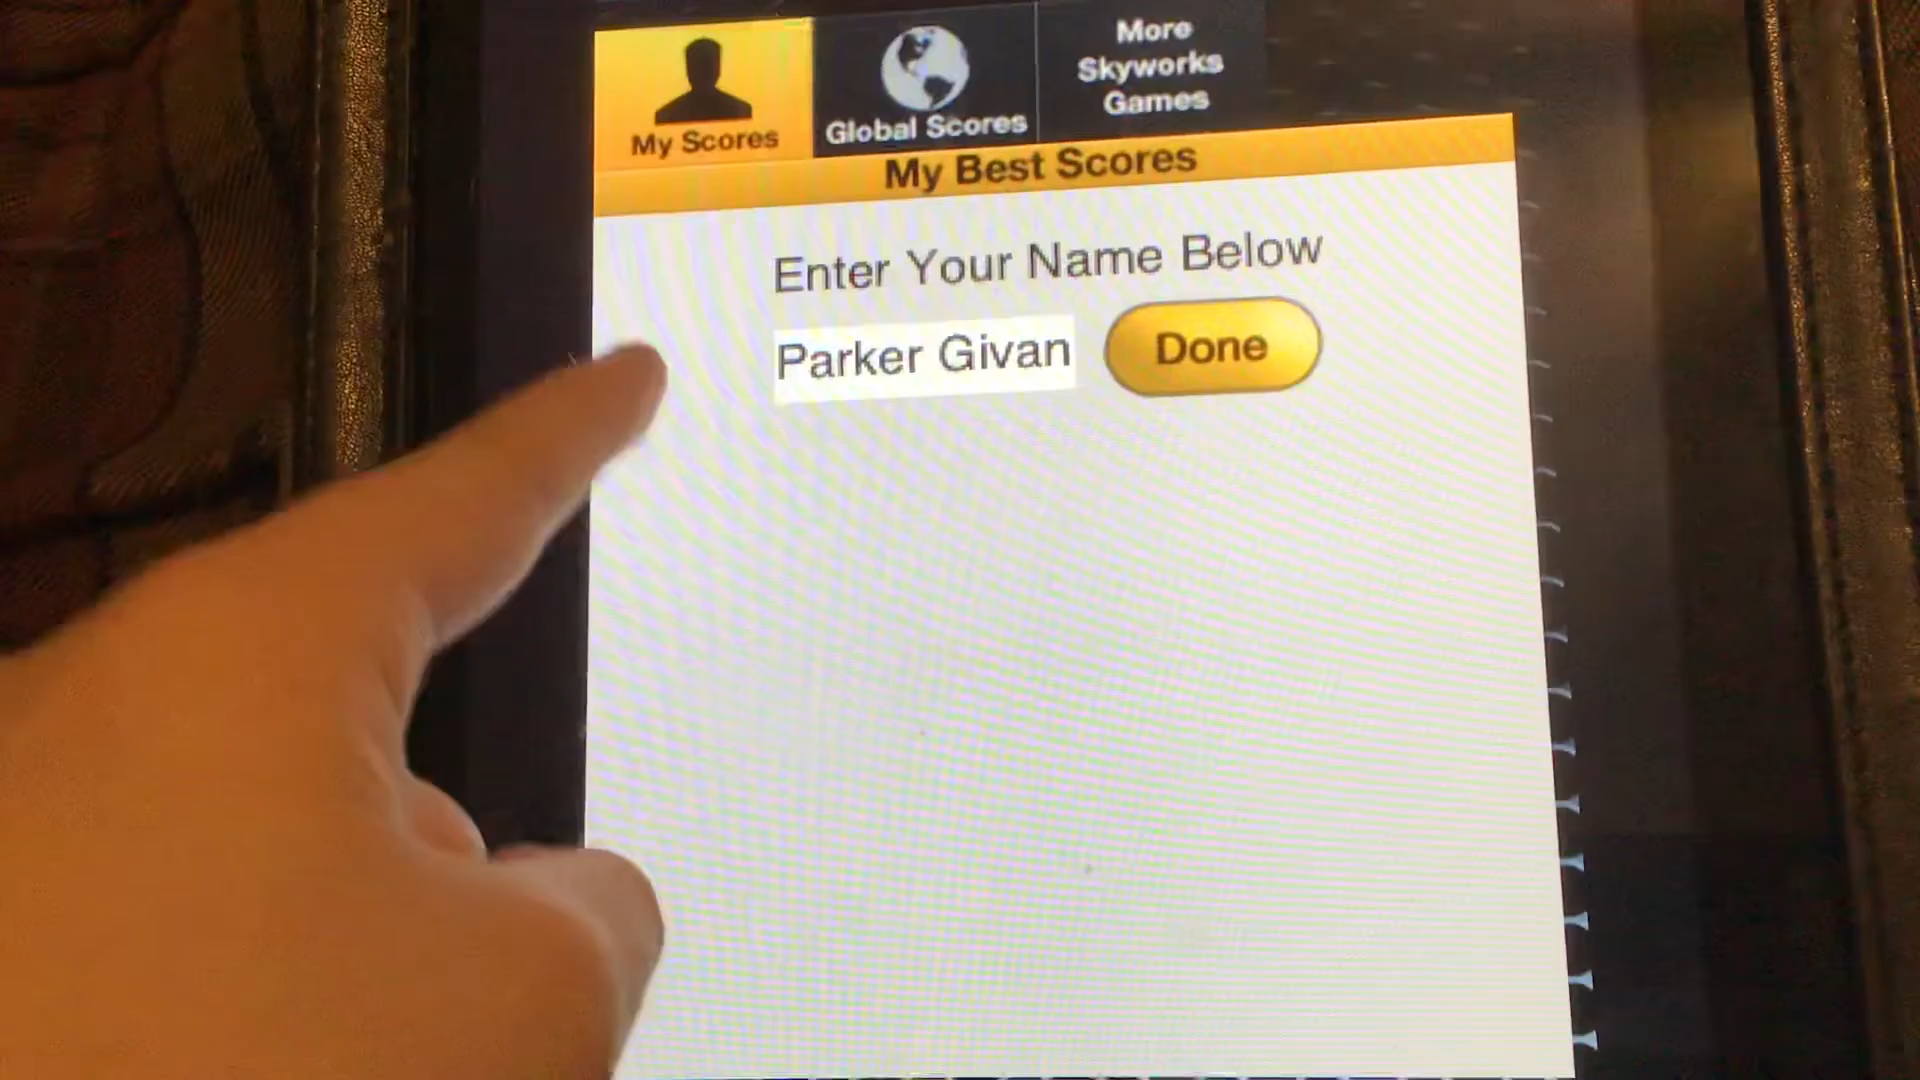 My Scores
Global Scores
More
Skyworks
Games
My Best Scores
Enter Your Name Below
Parker Givan
Done